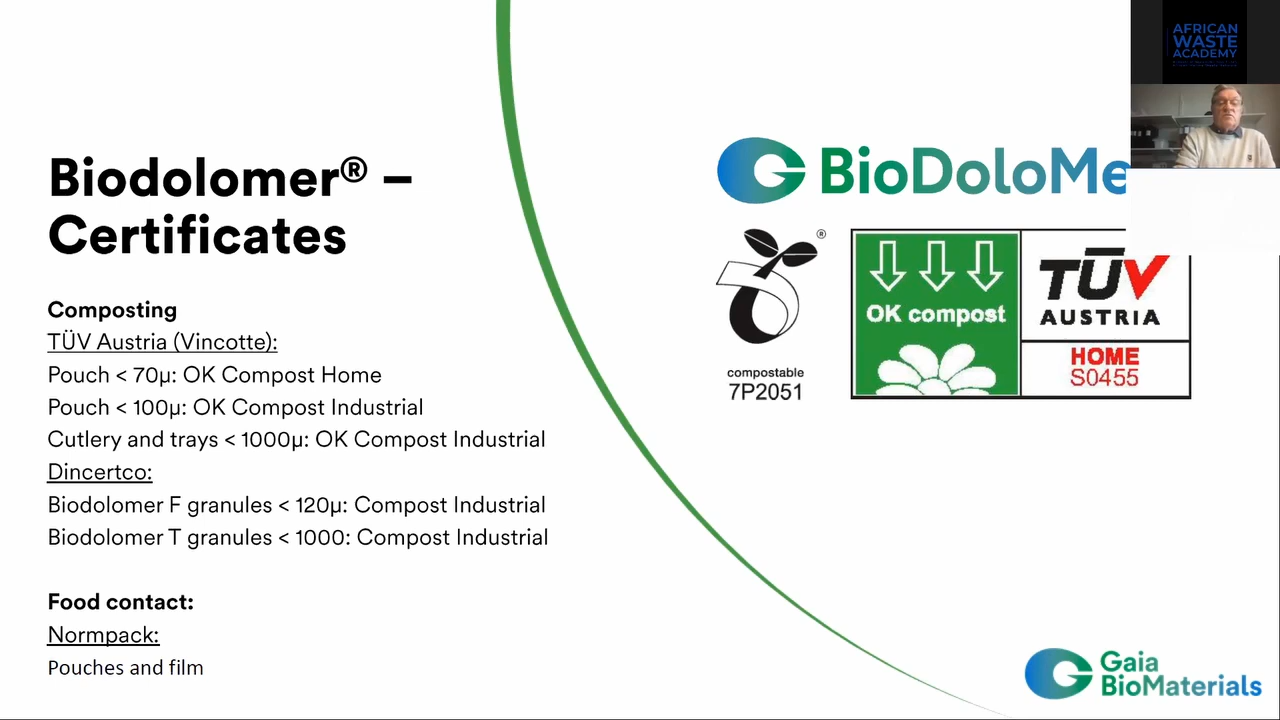 Biodolomer® –
Certificates
Composting
TÜV Austria (Vincotte):
Pouch < 70µ: OK Compost Home
Pouch < 100µ: OK Compost Industrial
Cutlery and trays < 1000µ: OK Compost Industrial
Dincertco:
Biodolomer F granules < 120µ: Compost Industrial
Biodolomer T granules < 1000: Compost Industrial
Food contact:
Normpack:
Pouches and film
BioDoloMe
®
compostable
7P2051
OK compost
TÜV
AUSTRIA
HOME
S0455
AFRICAN
WASTE
ACADEMY
Gaia
BioMaterials